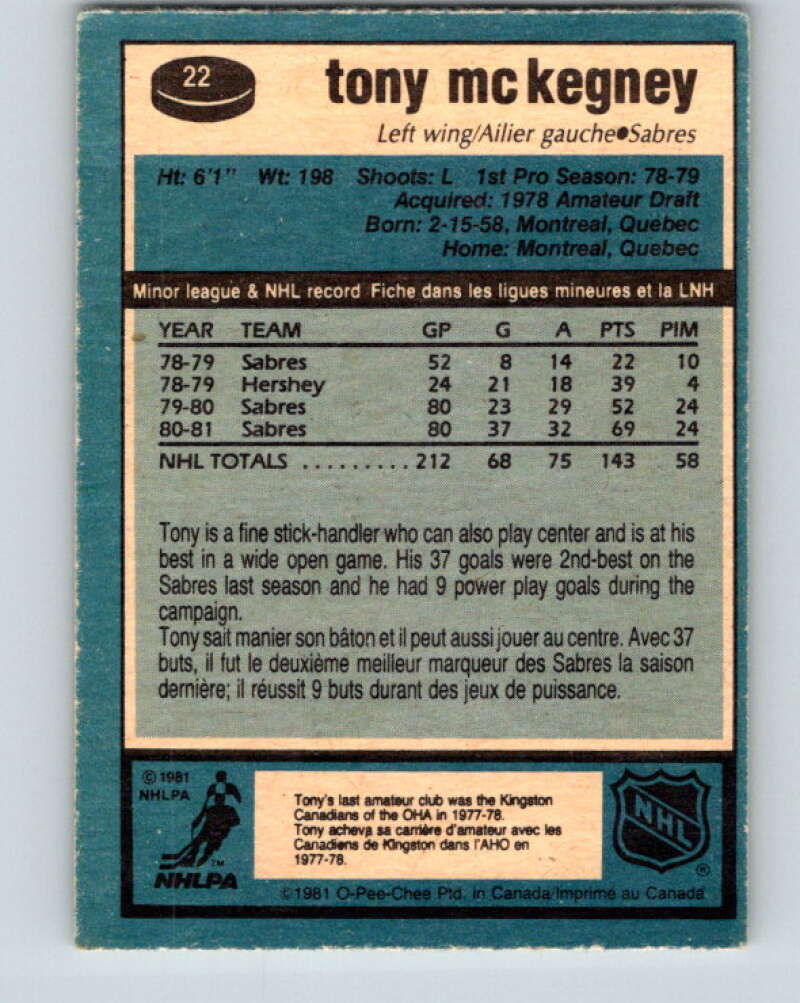 22
tony mc kegney
Left wing/Ailier gauche●Sabres
Ht: 6'1" Wt: 198 Shoots: L 1st Pro Season: 78-79
Acquired: 1978 Amateur Draft
Born: 2-15-58, Montreal, Quebec
Home: Montreal, Quebec
Minor league & NHL record Fiche dans les ligues mineures et la LNH
YEAR TEAM GP G A PTS PIM
78-79 Sabres 52 8 14 22 10
78-79 Hershey 24 21 18 39 4
79-80 Sabres 80 23 29 52 24
80-81 Sabres 80 37 32 69 24
NHL TOTALS ......... 212 68 75 143 58
Tony is a fine stick-handler who can also play center and is at his
best in a wide open game. His 37 goals were 2nd-best on the
Sabres last season and he had 9 power play goals during the
campaign.
Tony sait manier son bâton et il peut aussi jouer au centre. Avec 37
buts, il fut le deuxième meilleur marqueur des Sabres la saison
dernière; il réussit 9 buts durant des jeux de puissance.
© 1981
NHLPA
TM
NHLPA
Tony's last amateur club was the Kingston
Canadians of the OHA in 1977-78.
Tony acheva sa carrière d'amateur avec les
Canadiens de Kingston dans l'AHO en
1977-78.
NHL
®
© 1981 O-Pee-Chee Ptd. in Canada/Imprimé au Canada